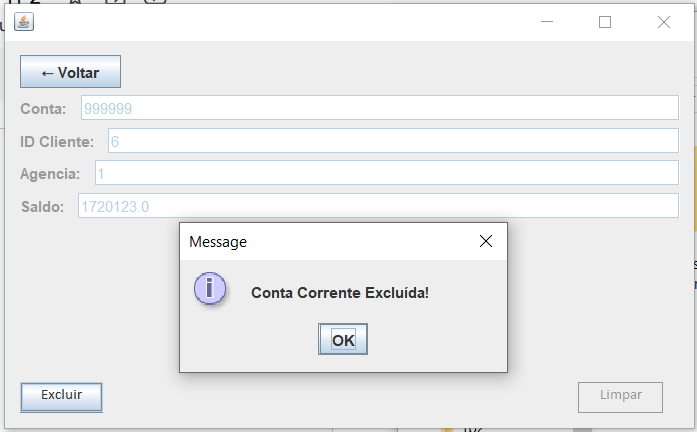 ← Voltar
Conta: 999999
ID Cliente: 6
Agencia: 1
Saldo: 1720123.0
Message
Conta Corrente Excluída!
OK
Excluir Limpar